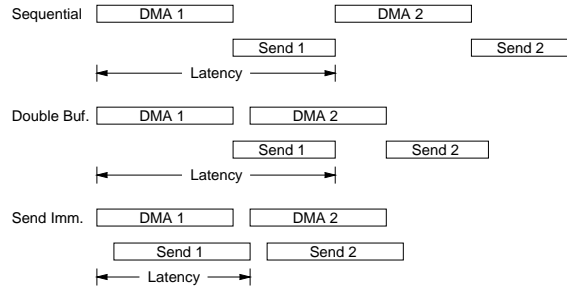 Sequential DMA 1 DMA 2
Send 1 Send 2
Latency
Double Buf. DMA 1 DMA 2
Send 1 Send 2
Latency
Send Imm. DMA 1 DMA 2
Send 1 Send 2
Latency